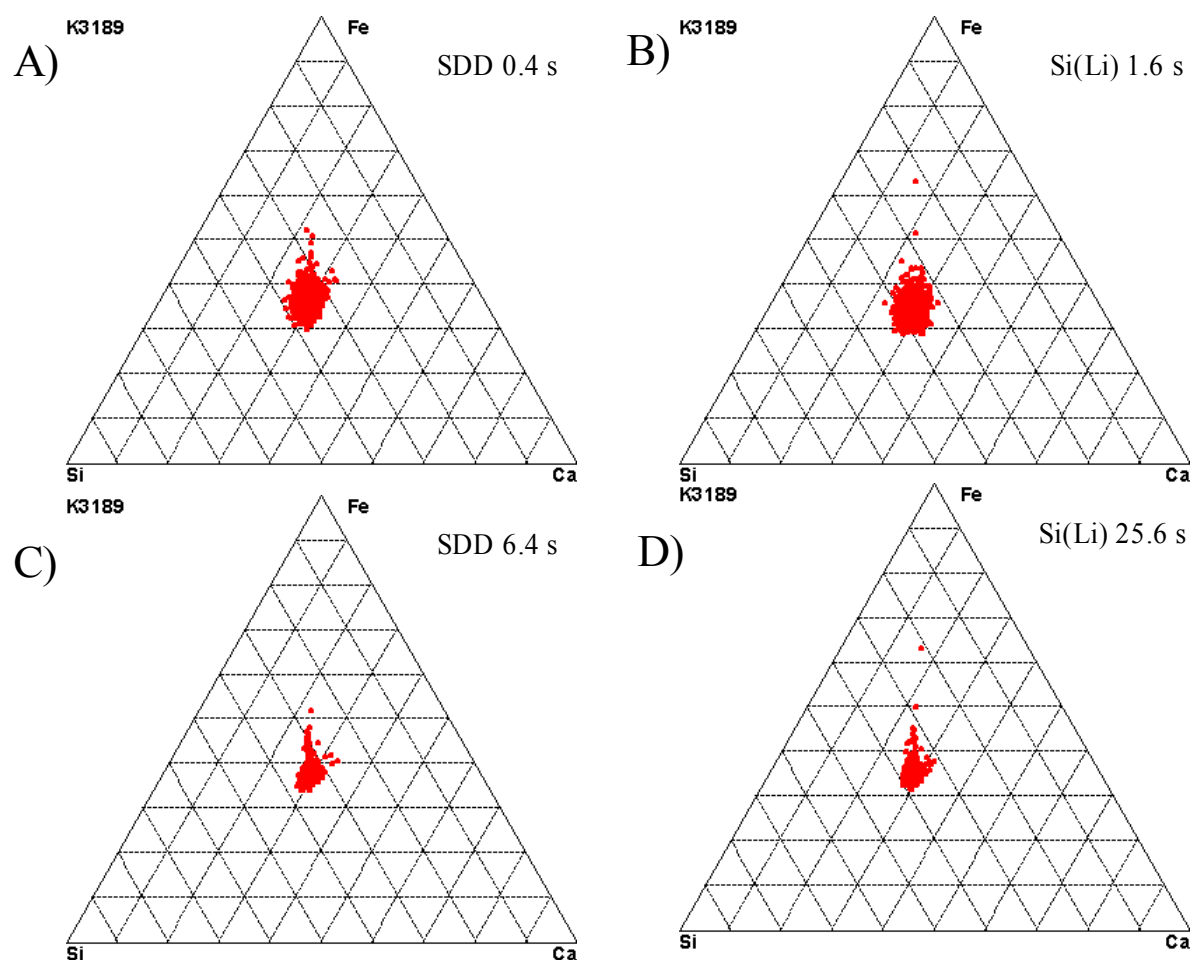 A)
K3189
Fe
SDD 0.4 s
Si
Ca
B)
K3189
Fe
Si(Li) 1.6 s
Si
Ca
C)
K3189
Fe
SDD 6.4 s
Si
Ca
D)
K3189
Fe
Si(Li) 25.6 s
Si
Ca